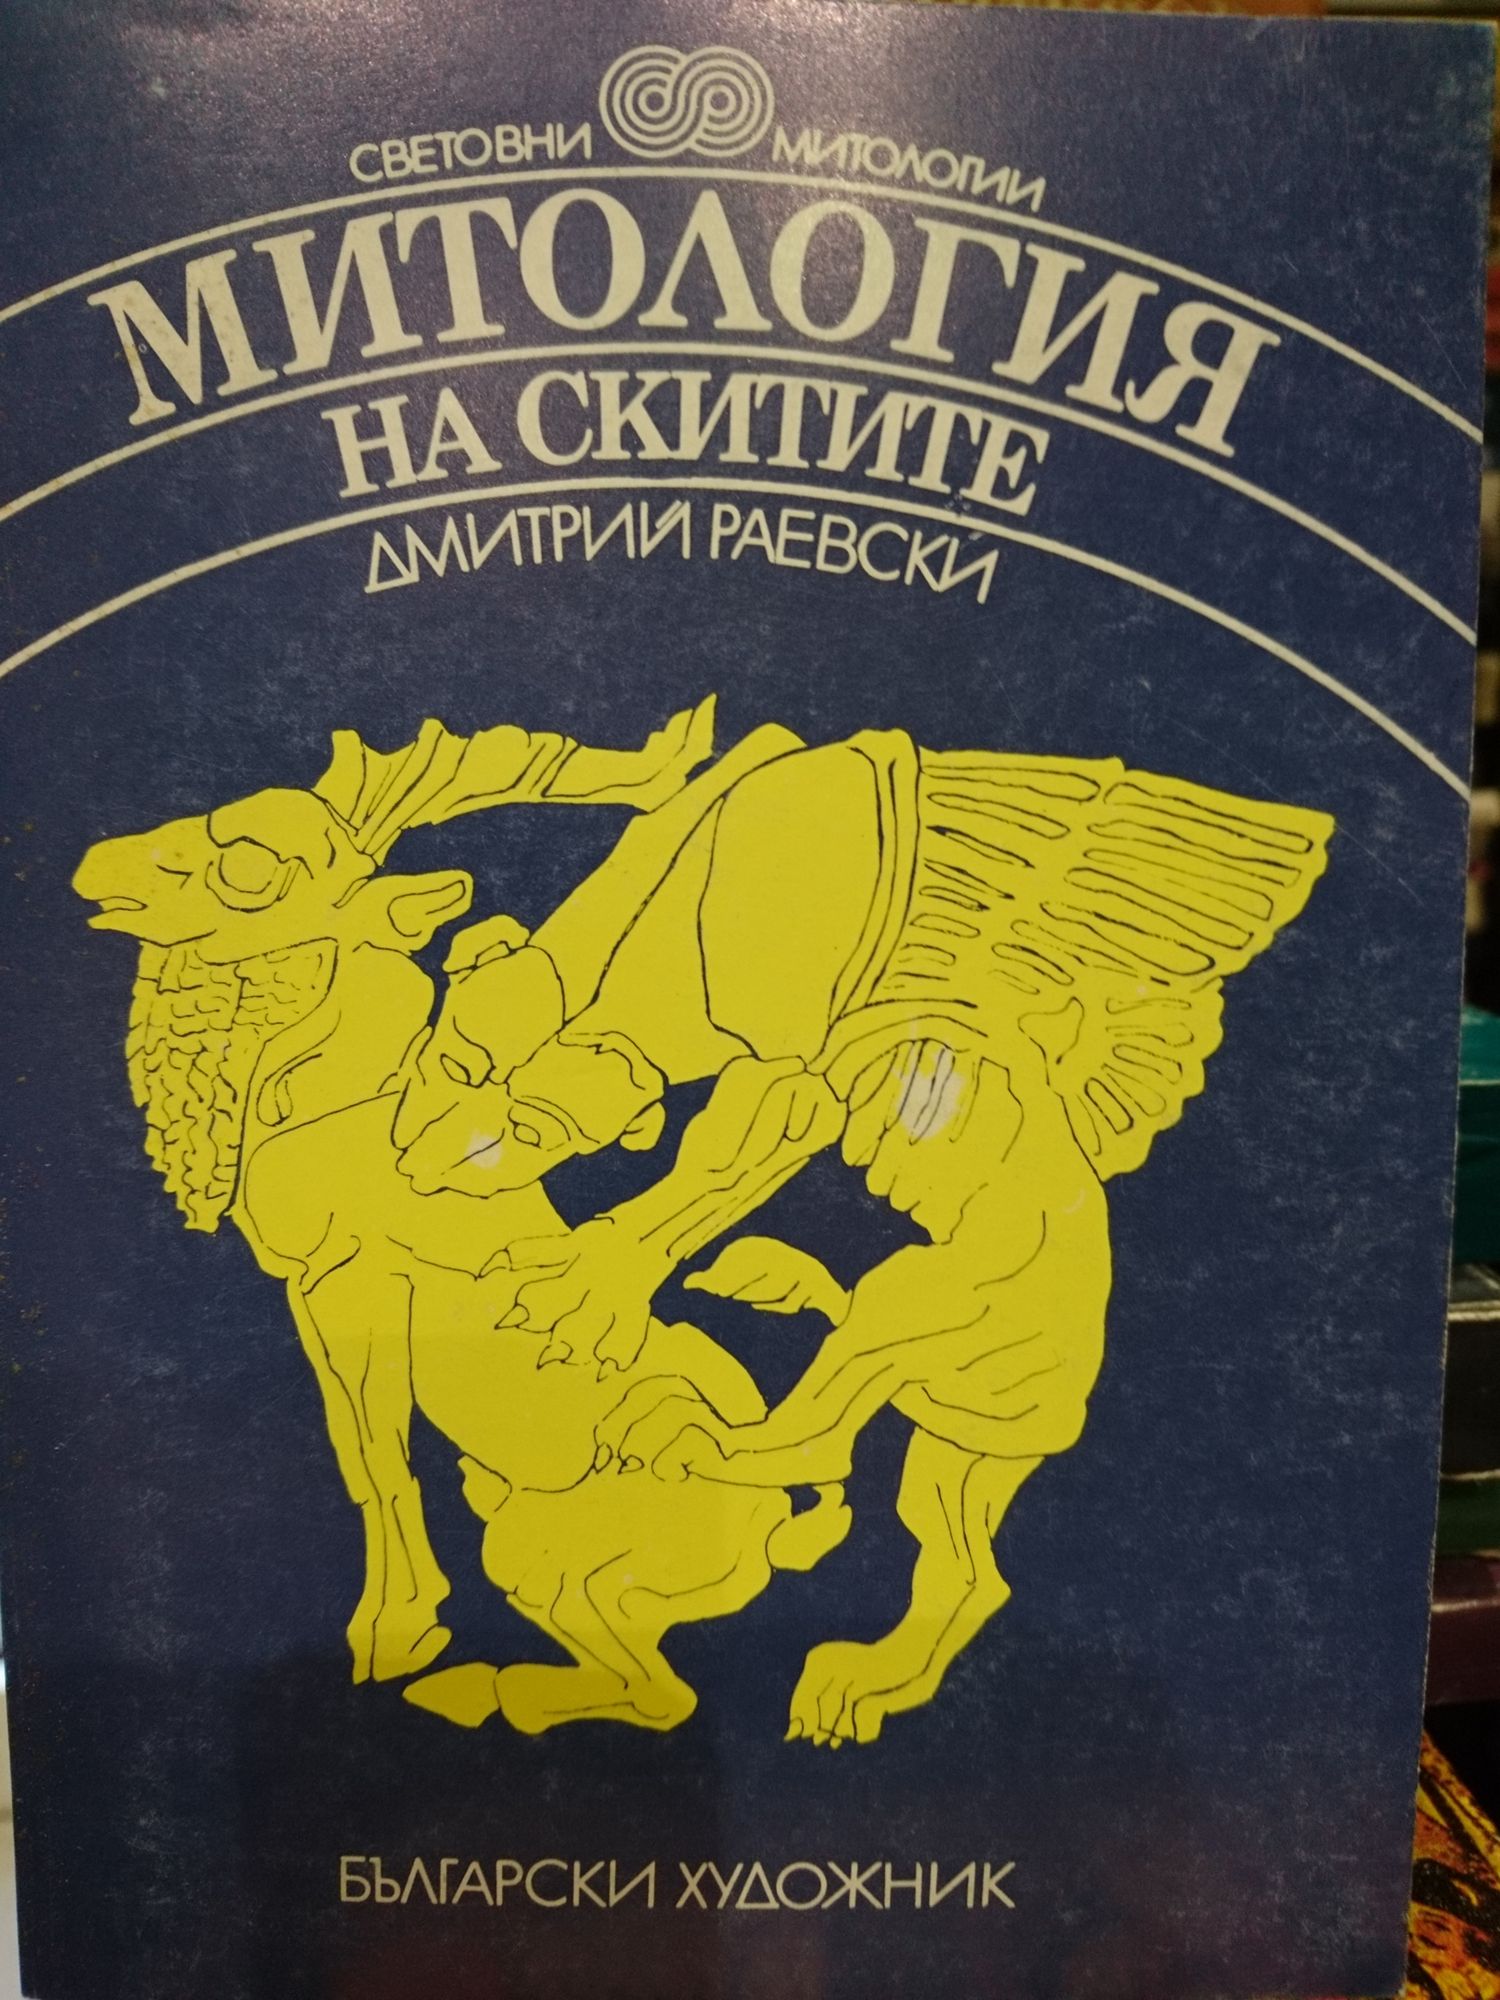 СВЕТОВНИ МИТОЛОГИИ
МИТОЛОГИЯ
НА СКИТИТЕ
ДМИТРИЙ РАЕВСКИ
БЪЛГАРСКИ ХУДОЖНИК